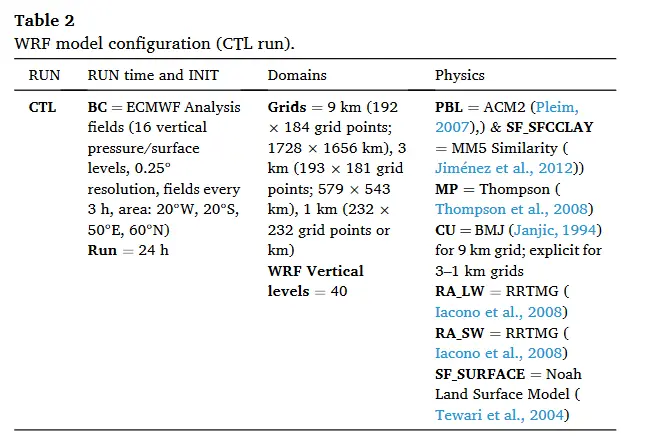 Table 2
WRF model configuration (CTL run).
RUN
RUN time and INIT
Domains
Physics
CTL
BC = ECMWF Analysis
fields (16 vertical
pressure/surface
levels, 0.25°
resolution, fields every
3 h, area: 20°W, 20°S,
50°E, 60°N)
Run = 24 h
Grids = 9 km (192
× 184 grid points;
1728 × 1656 km), 3
km (193 × 181 grid
points; 579 × 543
km), 1 km (232 ×
232 grid points or
km)
WRF Vertical
levels = 40
PBL = ACM2 (Pleim,
2007),) & SF_SFCCLAY
= MM5 Similarity (
Jiménez et al., 2012))
MP = Thompson (
Thompson et al., 2008)
CU = BMJ (Janjic, 1994)
for 9 km grid; explicit for
3–1 km grids
RA_LW = RRTMG (
Iacono et al., 2008)
RA_SW = RRTMG (
Iacono et al., 2008)
SF_SURFACE = Noah
Land Surface Model (
Tewari et al., 2004)